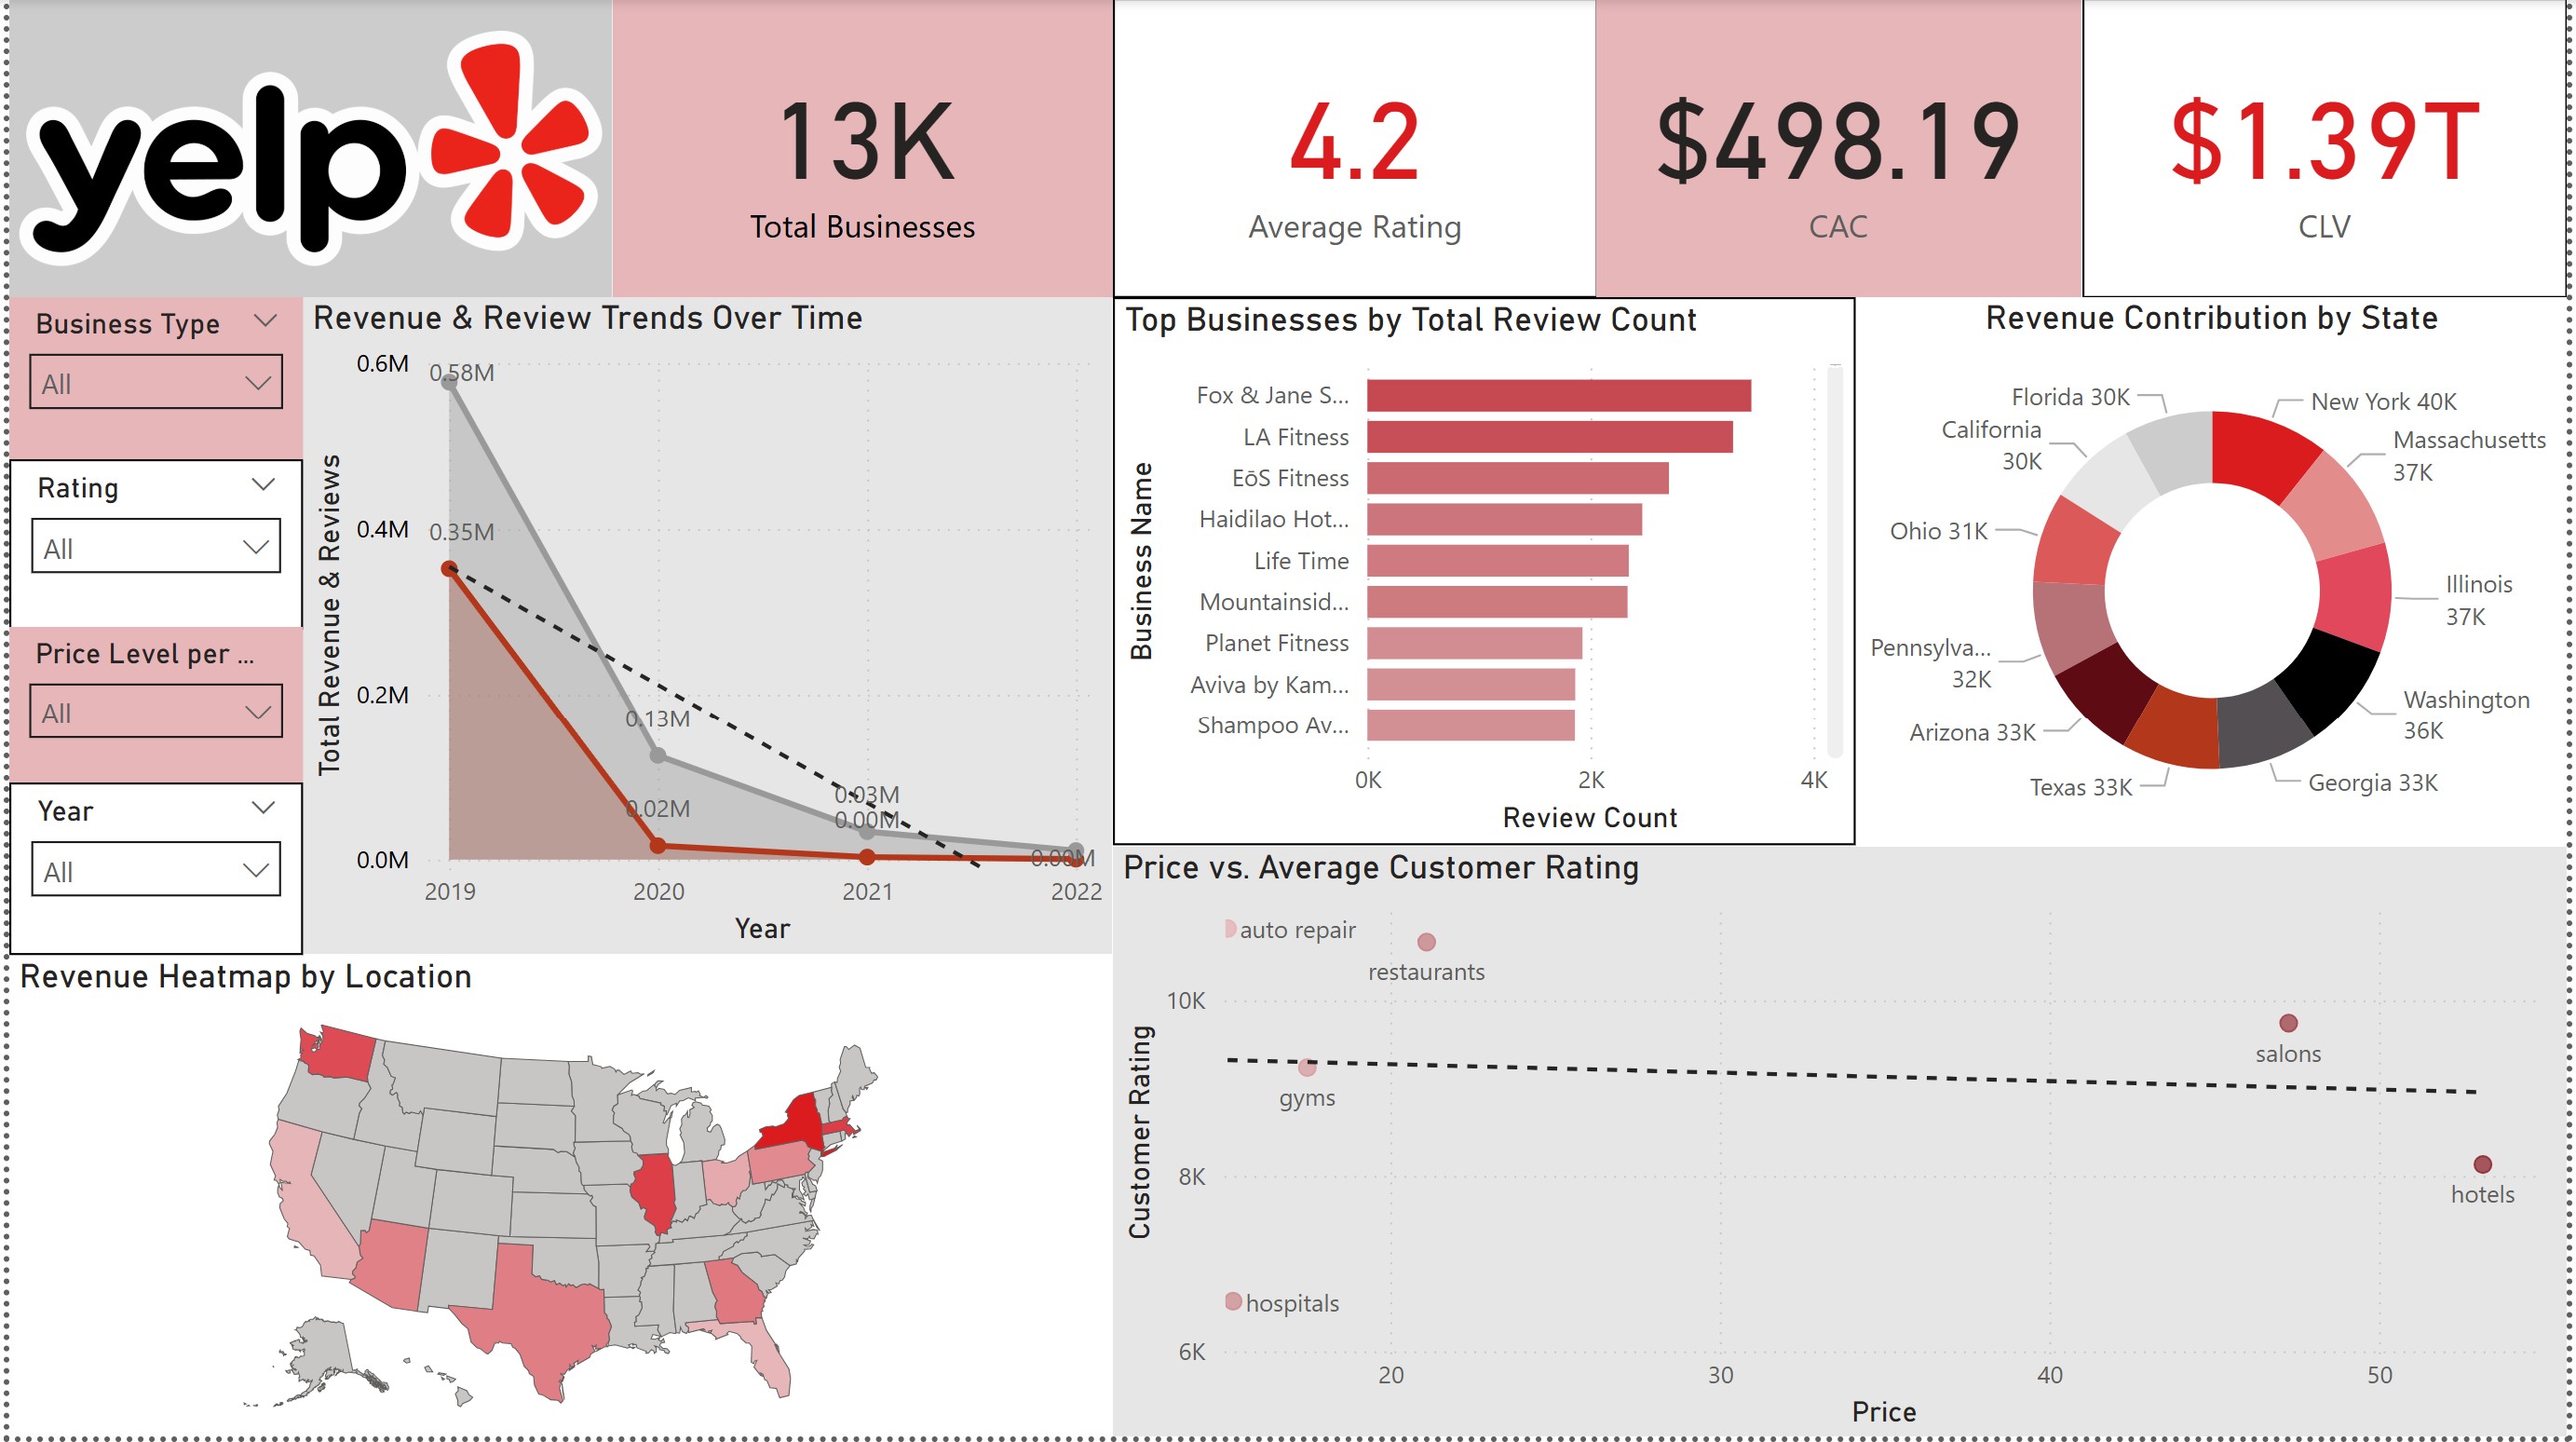 yelp
13K
Total Businesses
4.2
Average Rating
$498.19
CAC
$1.39T
CLV
Business Type
All
Rating
All
Price Level per ...
All
Year
All
Revenue & Review Trends Over Time
Total Revenue & Reviews
0.6M
0.4M
0.2M
0.0M
0.58M
0.35M
0.13M
0.02M
0.03M
0.00M
0.00M
2019
2020
2021
2022
Year
Top Businesses by Total Review Count
Business Name
Fox & Jane S...
LA Fitness
EōS Fitness
Haidilao Hot...
Life Time
Mountainsid...
Planet Fitness
Aviva by Kam...
Shampoo Av...
0K
2K
4K
Review Count
Revenue Contribution by State
New York 40K
Massachusetts
37K
Illinois
37K
Washington
36K
Georgia 33K
Texas 33K
Arizona 33K
Pennsylva...
32K
Ohio 31K
California
30K
Florida 30K
Revenue Heatmap by Location
Price vs. Average Customer Rating
Customer Rating
10K
8K
6K
auto repair
restaurants
gyms
salons
hotels
hospitals
20
30
40
50
Price